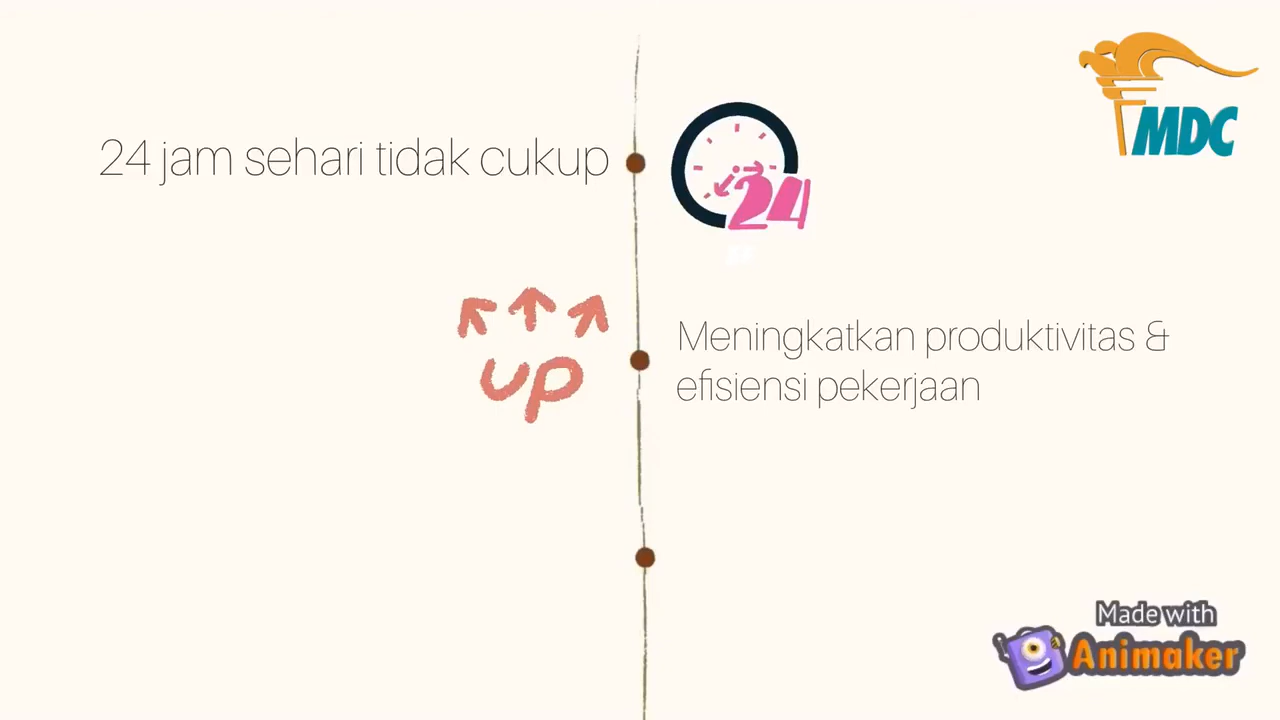 MDC
24 jam sehari tidak cukup
24
up
Meningkatkan produktivitas &
efisiensi pekerjaan
Made with
Animaker